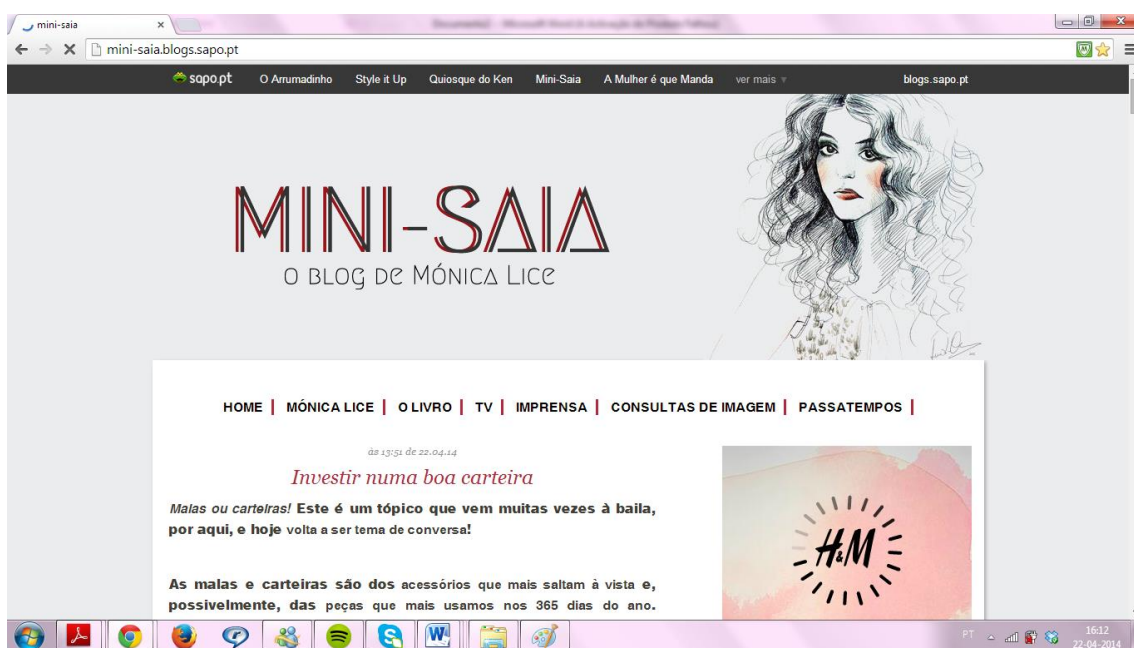 mini-saia
mini-saia.blogs.sapo.pt
sapo.pt O Arrumadinho Style it Up Quiosque do Ken Mini-Saia A Mulher é que Manda ver mais blogs.sapo.pt
MINI-SAIA
O BLOG DE MÓNICA LICE
HOME | MÓNICA LICE | O LIVRO | TV | IMPRENSA | CONSULTAS DE IMAGEM | PASSATEMPOS |
às 13:51 de 22.04.14
Investir numa boa carteira
Malas ou carteiras! Este é um tópico que vem muitas vezes à baila,
por aqui, e hoje volta a ser tema de conversa!
As malas e carteiras são dos acessórios que mais saltam à vista e,
possivelmente, das peças que mais usamos nos 365 dias do ano.
H&M
PT 16:12
22-04-2014